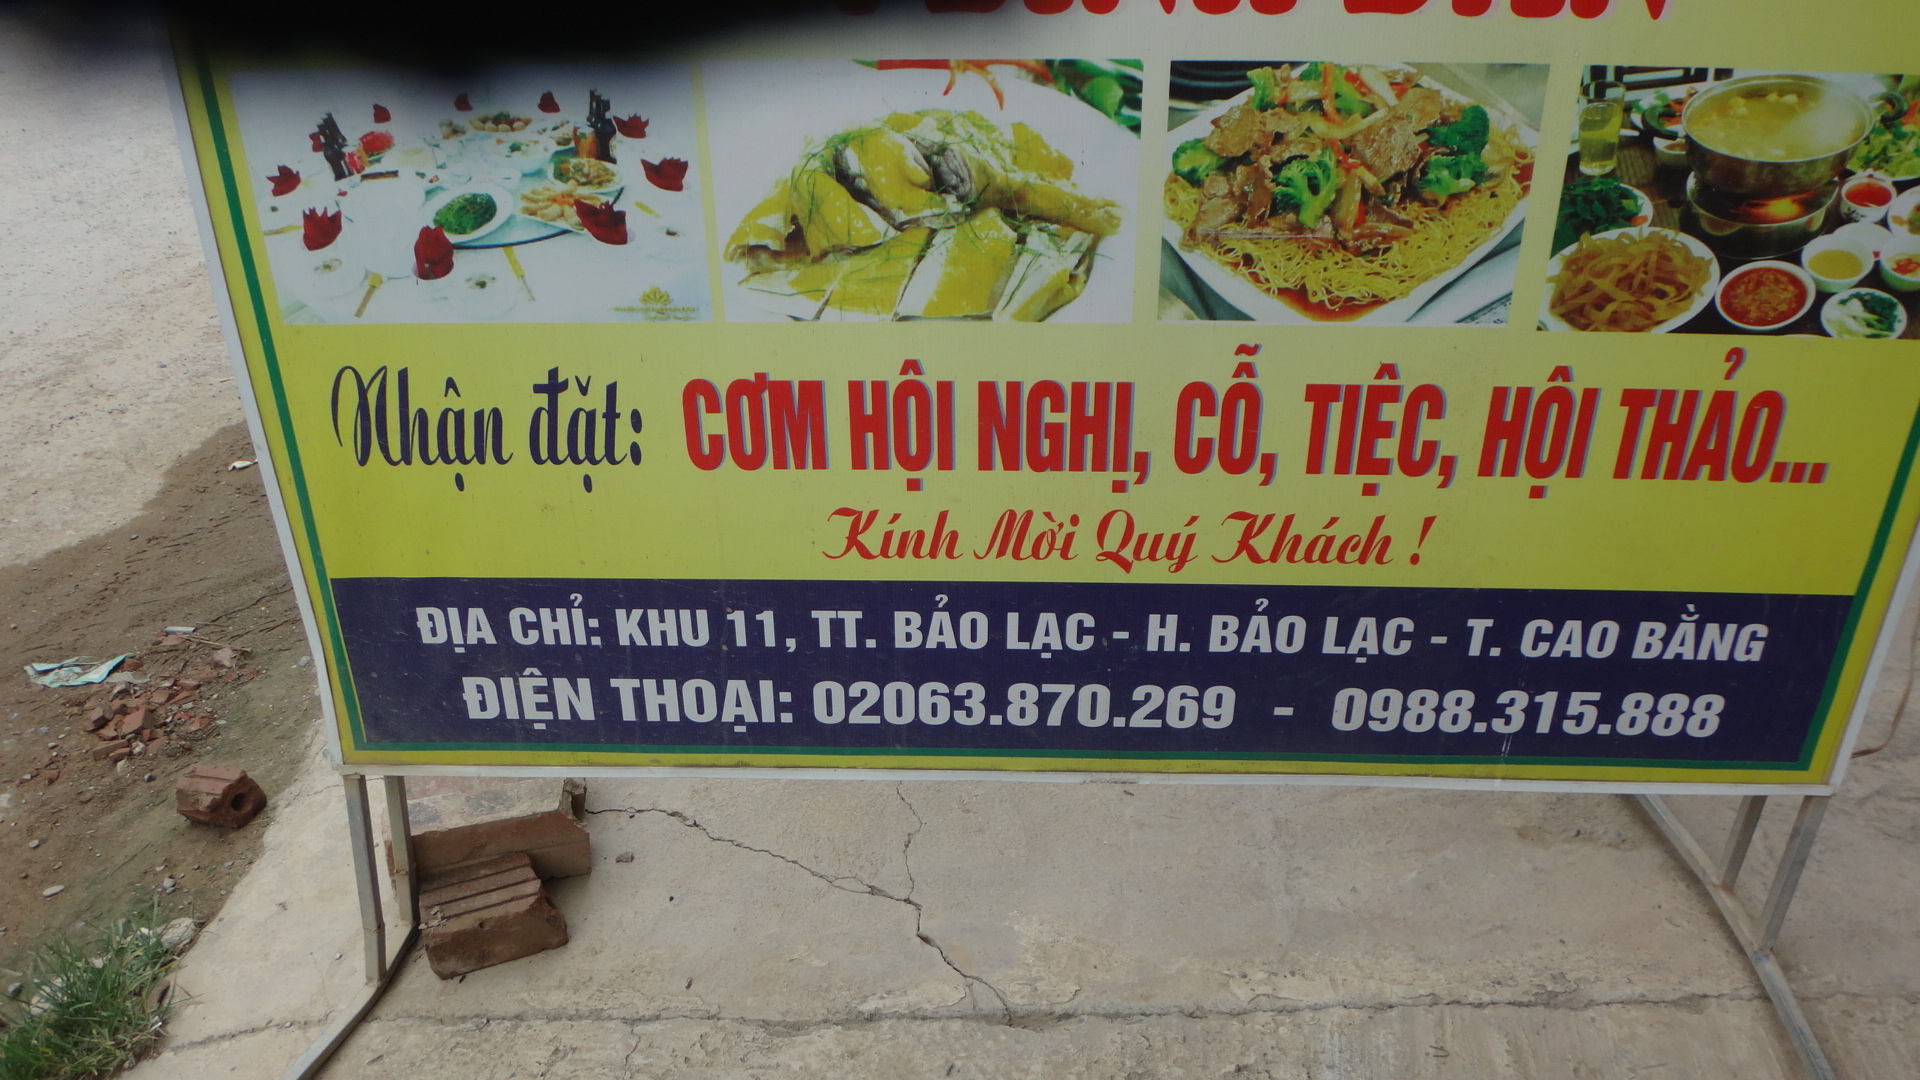 Nhận đặt: CƠM HỘI NGHỊ, CỖ, TIỆC, HỘI THẢO...
Kính Mời Quý Khách !
ĐỊA CHỈ: KHU 11, TT. BẢO LẠC - H. BẢO LẠC - T. CAO BẰNG
ĐIỆN THOẠI: 02063.870.269 - 0988.315.888